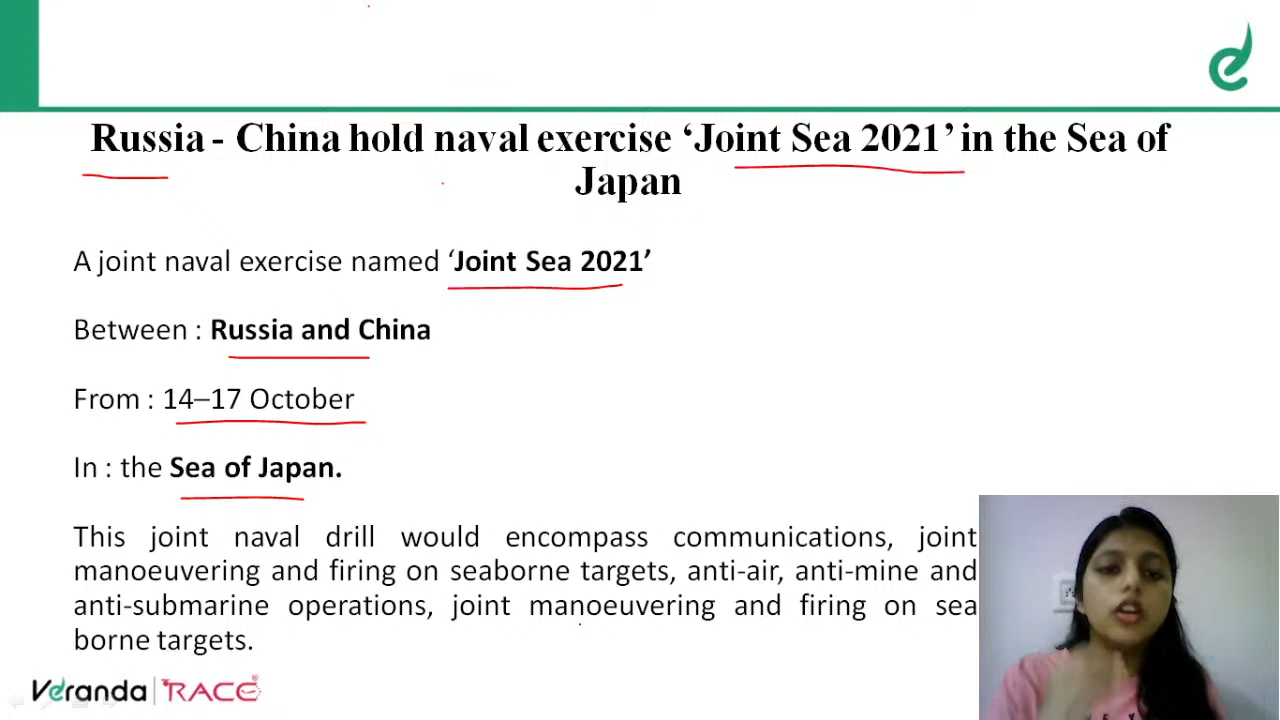 Russia - China hold naval exercise ‘Joint Sea 2021’ in the Sea of
Japan
A joint naval exercise named ‘Joint Sea 2021’
Between : Russia and China
From : 14–17 October
In : the Sea of Japan.
This joint naval drill would encompass communications, joint
manoeuvering and firing on seaborne targets, anti-air, anti-mine and
anti-submarine operations, joint manoeuvering and firing on sea
borne targets.
Veranda RACE